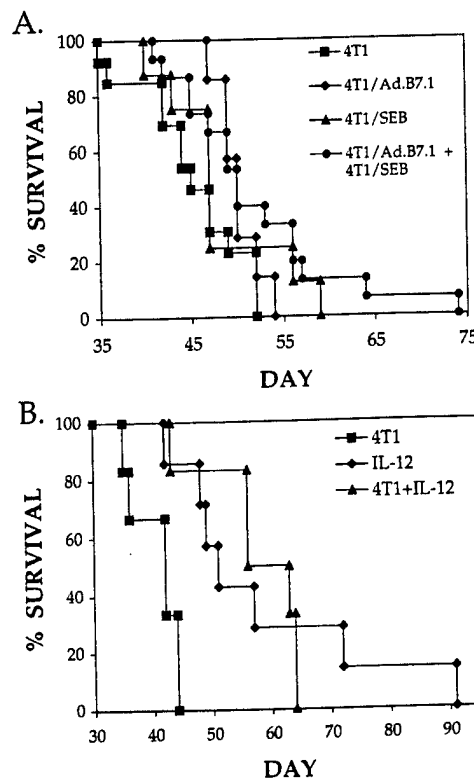 A.
100
80
60
40
20
0
% SURVIVAL
4T1
4T1/Ad.B7.1
4T1/SEB
4T1/Ad.B7.1 +
4T1/SEB
35 45 55 65 75
DAY
B.
100
80
60
40
20
0
% SURVIVAL
4T1
IL-12
4T1+IL-12
30 40 50 60 70 80 90
DAY